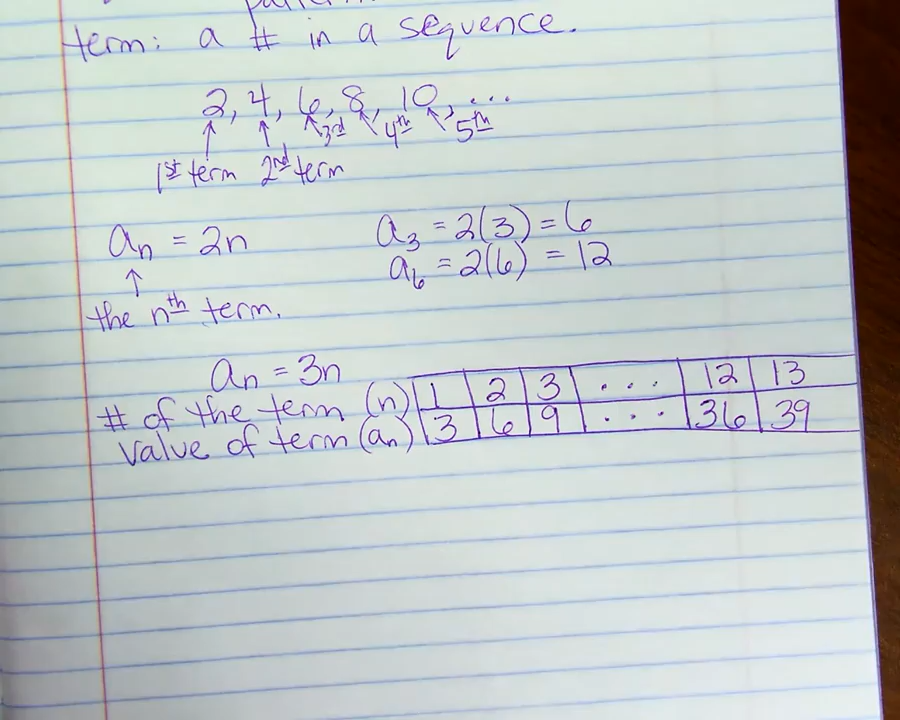 term: a # in a sequence.
2, 4, 6, 8, 10, ...
3rd 4th 5th
1st term 2nd term
an = 2n a3 = 2(3) = 6
a6 = 2(6) = 12
the nth term.
an = 3n
# of the term (n) 1 2 3 ... 12 13
Value of term (an) 3 6 9 ... 36 39